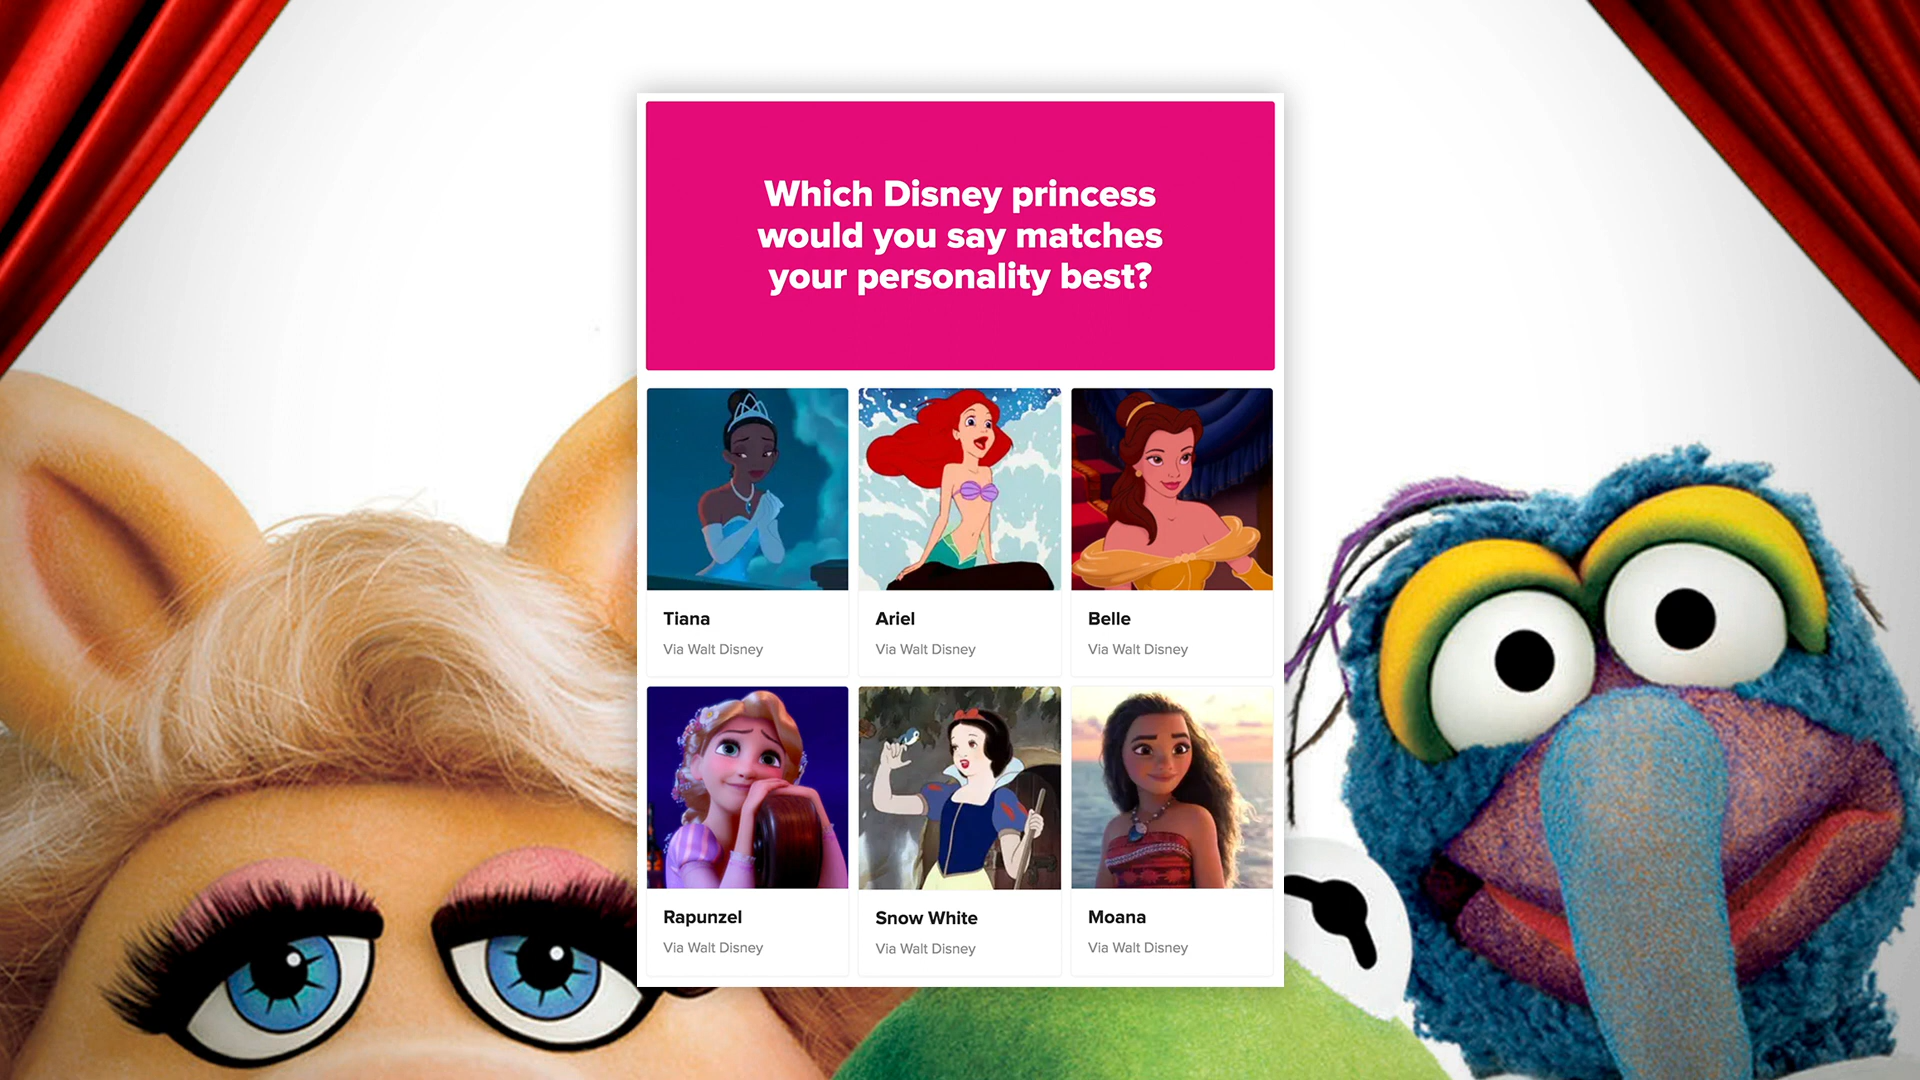 Which Disney princess
would you say matches
your personality best?
Tiana
Via Walt Disney
Ariel
Via Walt Disney
Belle
Via Walt Disney
Rapunzel
Via Walt Disney
Snow White
Via Walt Disney
Moana
Via Walt Disney